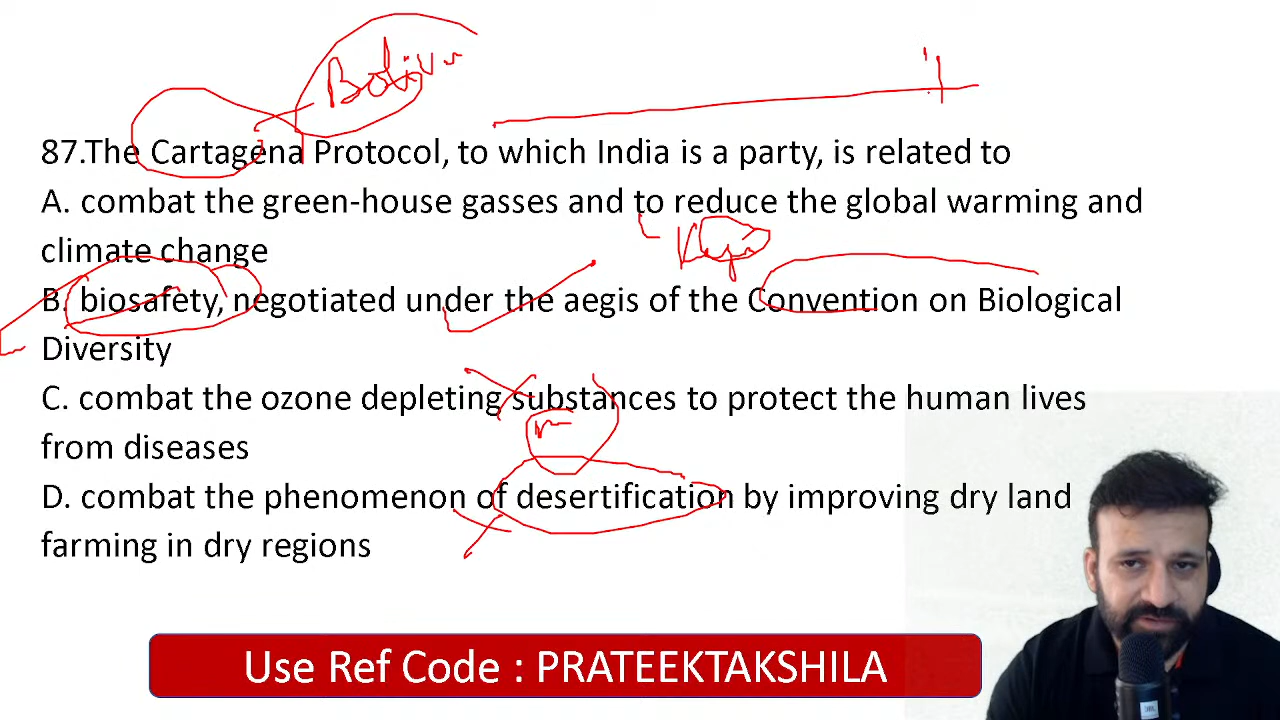 87.The Cartagena Protocol, to which India is a party, is related to
A. combat the green-house gasses and to reduce the global warming and
climate change
B. biosafety, negotiated under the aegis of the Convention on Biological
Diversity
C. combat the ozone depleting substances to protect the human lives
from diseases
D. combat the phenomenon of desertification by improving dry land
farming in dry regions
Use Ref Code : PRATEEKTAKSHILA
JBL